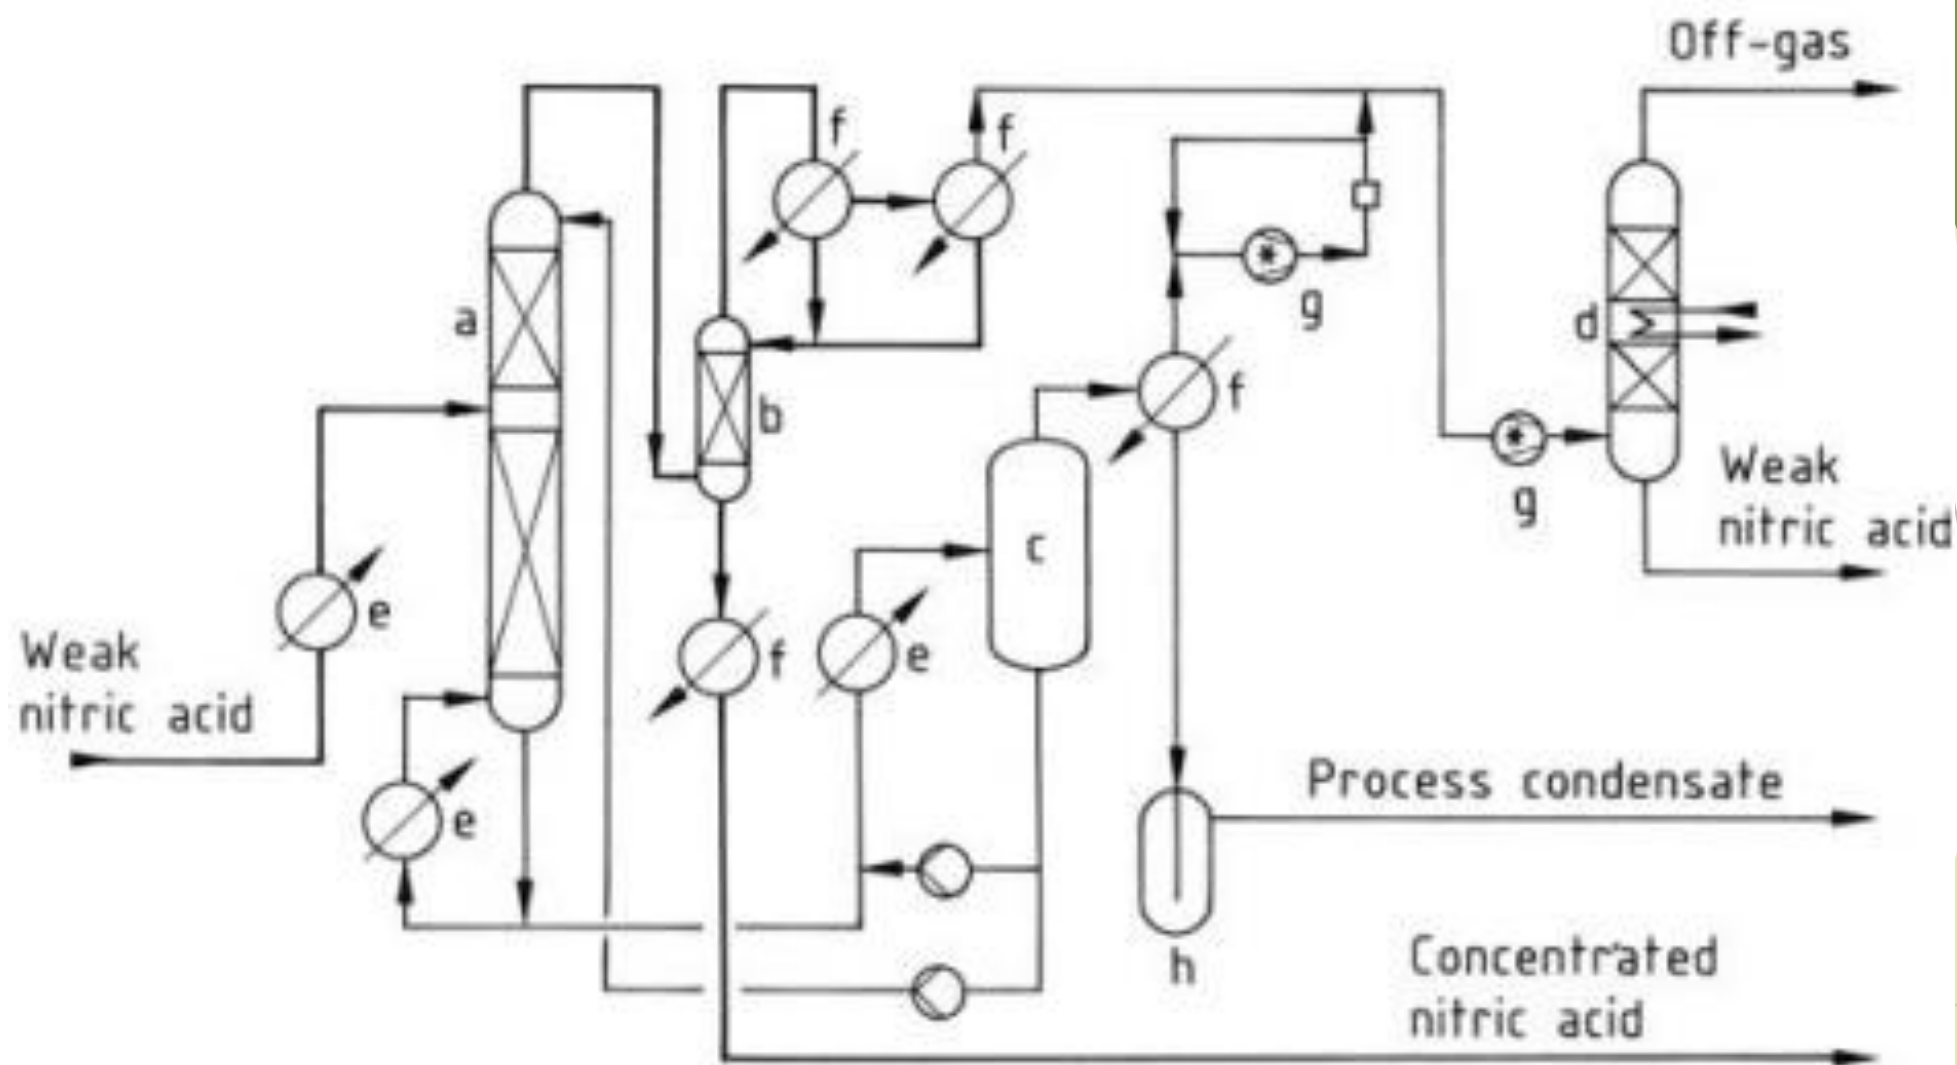 Off-gas
f
f
a
g
d
b
f
Weak
nitric acid
g
c
e
Weak
nitric acid
f
e
e
Process condensate
h
Concentrated
nitric acid